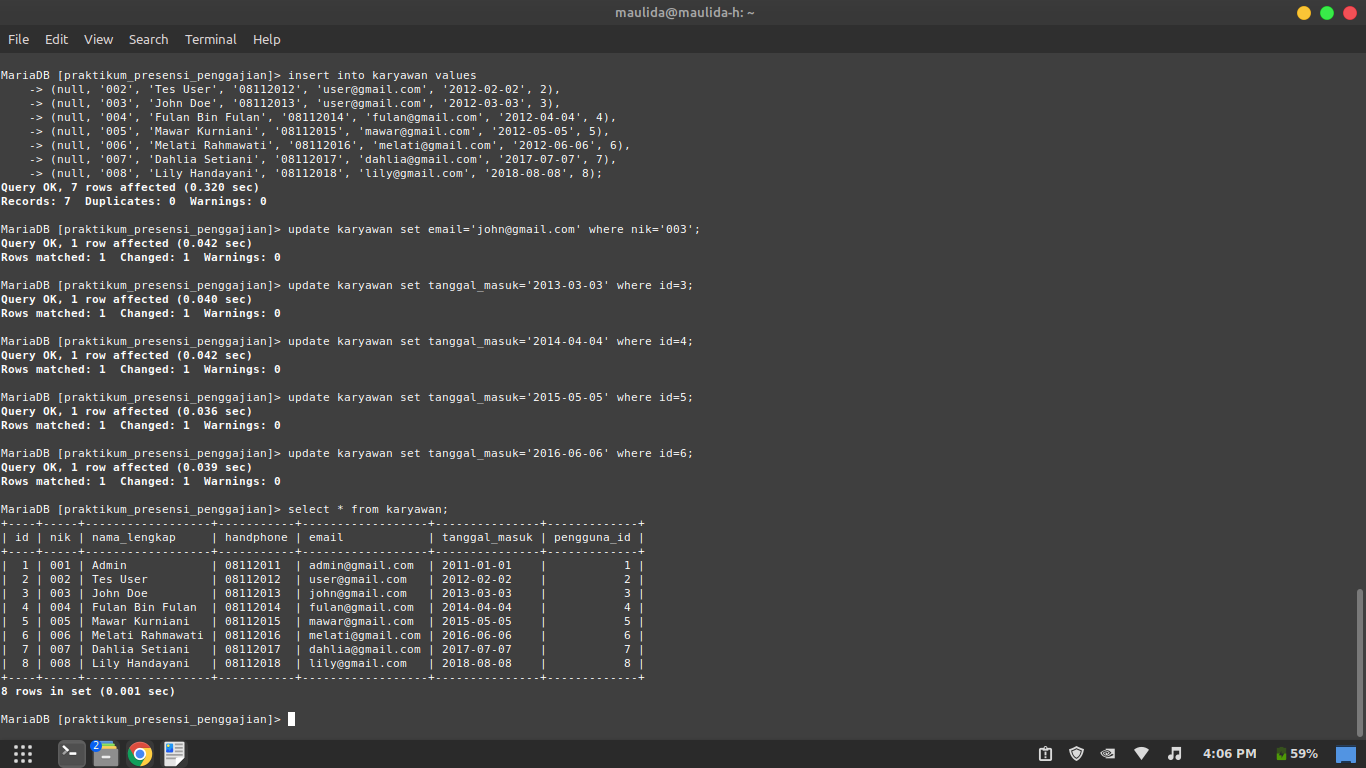 maulida@maulida-h: ~
File Edit View Search Terminal Help
MariaDB [praktikum_presensi_penggajian]> insert into karyawan values
    -> (null, '002', 'Tes User', '08112012', 'user@gmail.com', '2012-02-02', 2),
    -> (null, '003', 'John Doe', '08112013', 'user@gmail.com', '2012-03-03', 3),
    -> (null, '004', 'Fulan Bin Fulan', '08112014', 'fulan@gmail.com', '2012-04-04', 4),
    -> (null, '005', 'Mawar Kurniani', '08112015', 'mawar@gmail.com', '2012-05-05', 5),
    -> (null, '006', 'Melati Rahmawati', '08112016', 'melati@gmail.com', '2012-06-06', 6),
    -> (null, '007', 'Dahlia Setiani', '08112017', 'dahlia@gmail.com', '2017-07-07', 7),
    -> (null, '008', 'Lily Handayani', '08112018', 'lily@gmail.com', '2018-08-08', 8);
Query OK, 7 rows affected (0.320 sec)
Records: 7  Duplicates: 0  Warnings: 0
MariaDB [praktikum_presensi_penggajian]> update karyawan set email='john@gmail.com' where nik='003';
Query OK, 1 row affected (0.042 sec)
Rows matched: 1  Changed: 1  Warnings: 0
MariaDB [praktikum_presensi_penggajian]> update karyawan set tanggal_masuk='2013-03-03' where id=3;
Query OK, 1 row affected (0.040 sec)
Rows matched: 1  Changed: 1  Warnings: 0
MariaDB [praktikum_presensi_penggajian]> update karyawan set tanggal_masuk='2014-04-04' where id=4;
Query OK, 1 row affected (0.042 sec)
Rows matched: 1  Changed: 1  Warnings: 0
MariaDB [praktikum_presensi_penggajian]> update karyawan set tanggal_masuk='2015-05-05' where id=5;
Query OK, 1 row affected (0.036 sec)
Rows matched: 1  Changed: 1  Warnings: 0
MariaDB [praktikum_presensi_penggajian]> update karyawan set tanggal_masuk='2016-06-06' where id=6;
Query OK, 1 row affected (0.039 sec)
Rows matched: 1  Changed: 1  Warnings: 0
MariaDB [praktikum_presensi_penggajian]> select * from karyawan;
+----+-----+------------------+-----------+------------------+---------------+-------------+
| id | nik | nama_lengkap     | handphone | email            | tanggal_masuk | pengguna_id |
+----+-----+------------------+-----------+------------------+---------------+-------------+
|  1 | 001 | Admin            | 08112011  | admin@gmail.com  | 2011-01-01    |           1 |
|  2 | 002 | Tes User         | 08112012  | user@gmail.com   | 2012-02-02    |           2 |
|  3 | 003 | John Doe         | 08112013  | john@gmail.com   | 2013-03-03    |           3 |
|  4 | 004 | Fulan Bin Fulan  | 08112014  | fulan@gmail.com  | 2014-04-04    |           4 |
|  5 | 005 | Mawar Kurniani   | 08112015  | mawar@gmail.com  | 2015-05-05    |           5 |
|  6 | 006 | Melati Rahmawati | 08112016  | melati@gmail.com | 2016-06-06    |           6 |
|  7 | 007 | Dahlia Setiani   | 08112017  | dahlia@gmail.com | 2017-07-07    |           7 |
|  8 | 008 | Lily Handayani   | 08112018  | lily@gmail.com   | 2018-08-08    |           8 |
+----+-----+------------------+-----------+------------------+---------------+-------------+
8 rows in set (0.001 sec)
MariaDB [praktikum_presensi_penggajian]>
2 4:06 PM 59%